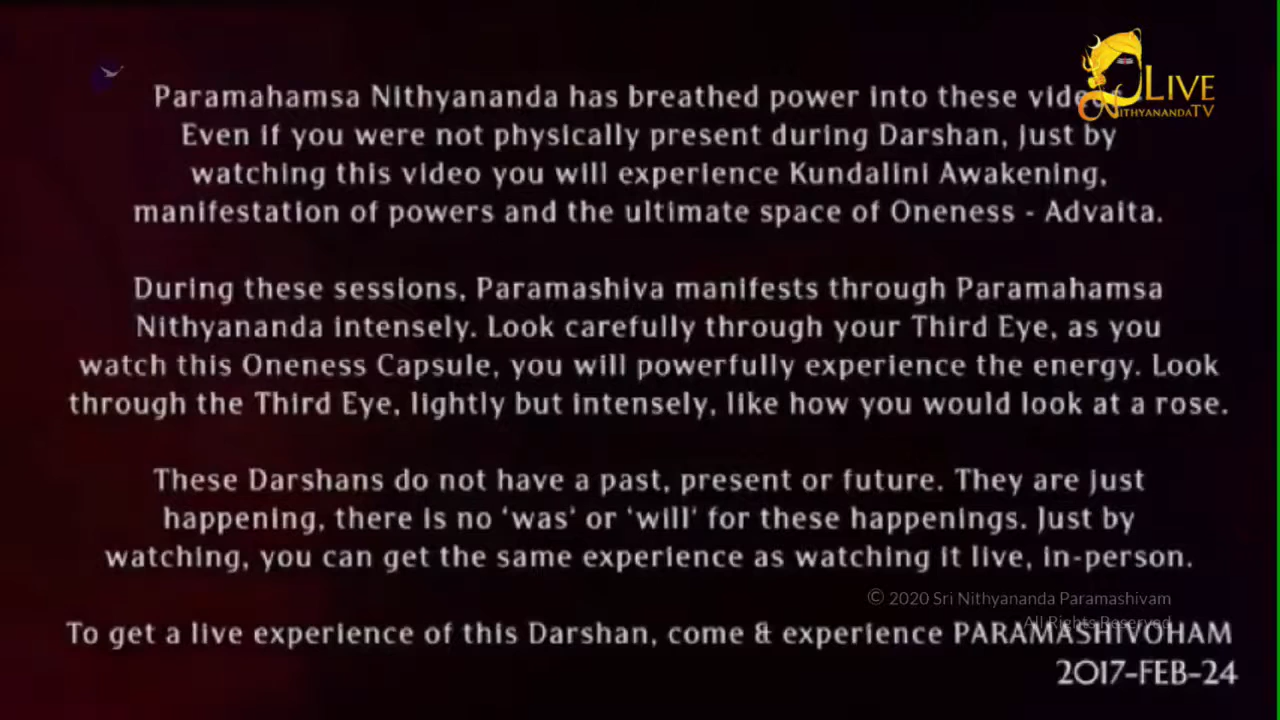 Paramahamsa Nithyananda has breathed power into these
Even if you were not physically present during Darshan, just by
watching this video you will experience Kundalini Awakening,
manifestation of powers and the ultimate space of Oneness - Advaita.
During these sessions, Paramashiva manifests through Paramahamsa
Nithyananda intensely. Look carefully through your Third Eye, as you
watch this Oneness Capsule, you will powerfully experience the energy. Look
through the Third Eye, lightly but intensely, like how you would look at a rose.
These Darshans do not have a past, present or future. They are just
happening, there is no ‘was’ or ‘will’ for these happenings. Just by
watching, you can get the same experience as watching it live, in-person.
To get a live experience of this Darshan, come & experience PARAMASHIVOHAM
2017-FEB-24
LIVE
NITHYANANDATV
© 2020 Sri Nithyananda Paramashivam
All Rights Reserved